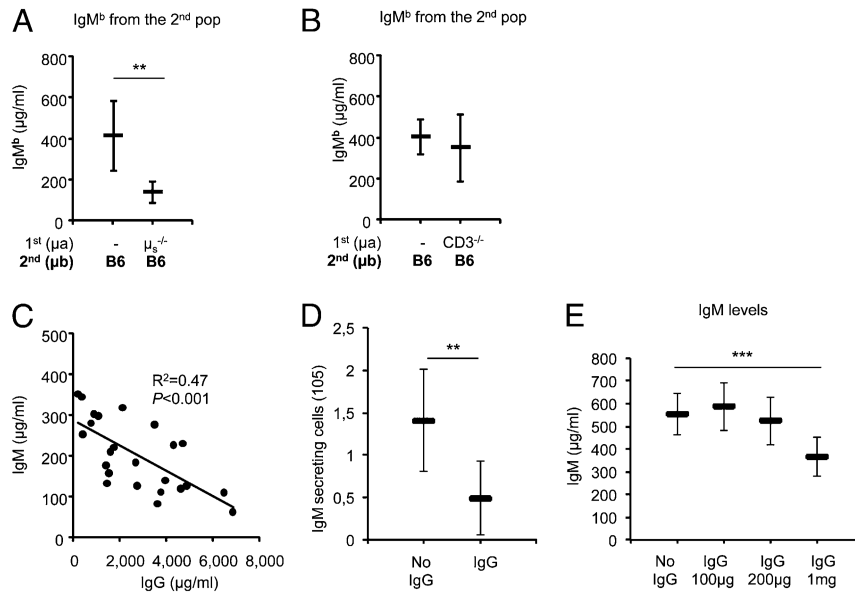 A
IgMᵇ from the 2ⁿᵈ pop
IgMᵇ (µg/ml)
800
600
400
200
0
**
1ˢᵗ (µa) - µₛ⁻/⁻
2ⁿᵈ (µb) B6 B6
B
IgMᵇ from the 2ⁿᵈ pop
IgMᵇ (µg/ml)
800
600
400
200
0
1ˢᵗ (µa) - CD3⁻/⁻
2ⁿᵈ (µb) B6 B6
C
IgM (µg/ml)
500
400
300
200
100
0
R²=0.47
P<0.001
0 2,000 4,000 6,000 8,000
IgG (µg/ml)
D
IgM secreting cells (105)
2,5
2
1,5
1
0,5
0
**
No IgG
IgG
E
IgM levels
IgM (µg/ml)
800
700
600
500
400
300
200
100
0
***
No IgG IgG IgG
IgG 100µg 200µg 1mg